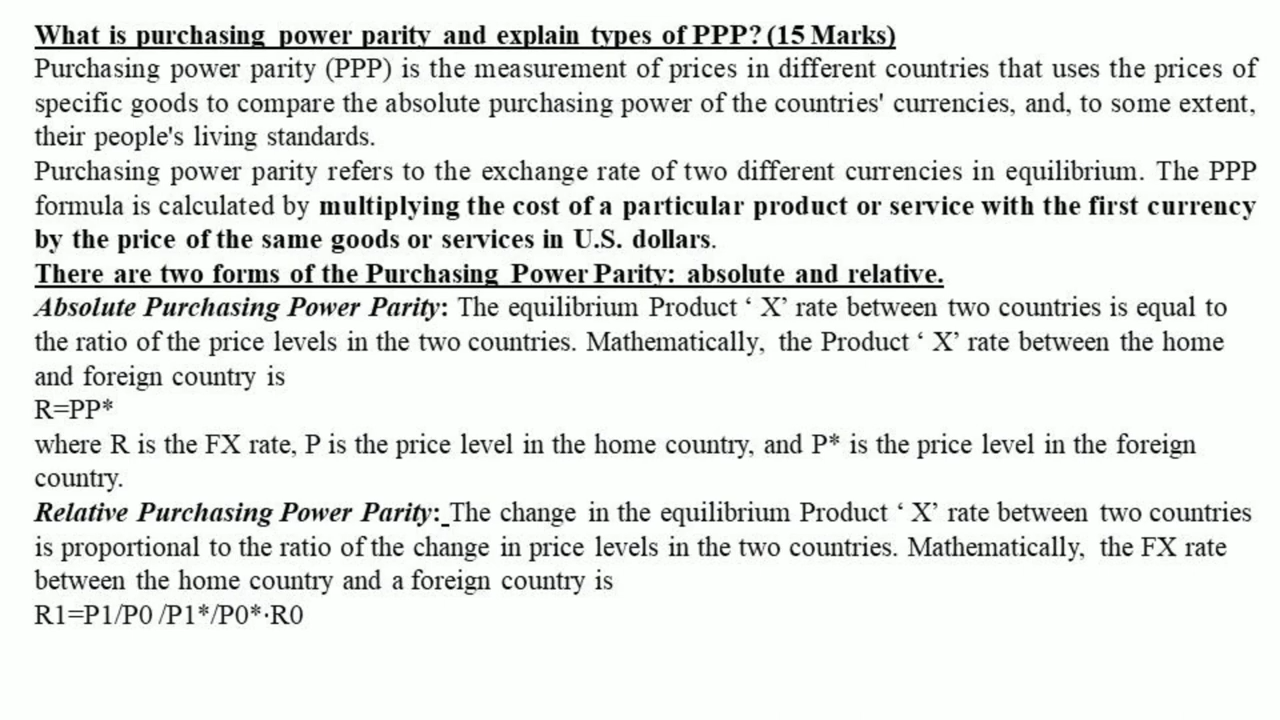 What is purchasing power parity and explain types of PPP? (15 Marks)
Purchasing power parity (PPP) is the measurement of prices in different countries that uses the prices of
specific goods to compare the absolute purchasing power of the countries' currencies, and, to some extent,
their people's living standards.
Purchasing power parity refers to the exchange rate of two different currencies in equilibrium. The PPP
formula is calculated by multiplying the cost of a particular product or service with the first currency
by the price of the same goods or services in U.S. dollars.
There are two forms of the Purchasing Power Parity: absolute and relative.
Absolute Purchasing Power Parity: The equilibrium Product ‘ X’ rate between two countries is equal to
the ratio of the price levels in the two countries. Mathematically, the Product ‘ X’ rate between the home
and foreign country is
R=PP*
where R is the FX rate, P is the price level in the home country, and P* is the price level in the foreign
country.
Relative Purchasing Power Parity: The change in the equilibrium Product ‘ X’ rate between two countries
is proportional to the ratio of the change in price levels in the two countries. Mathematically, the FX rate
between the home country and a foreign country is
R1=P1/P0 /P1*/P0*·R0